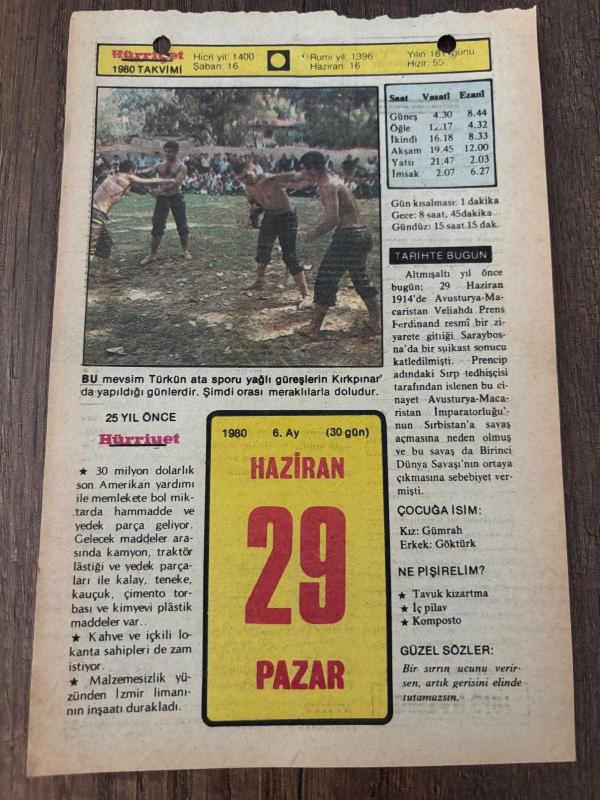 Hürriyet
1980 TAKVİMİ
Hicri yıl: 1400
Şaban: 16
Rumi yıl: 1396
Haziran: 16
Yılın 181. günü
Hızır: 55
Saat Vasatî Ezanî
Güneş 4.30 8.44
Öğle 12.17 4.32
İkindi 16.18 8.33
Akşam 19.45 12.00
Yatsı 21.47 2.03
İmsak 2.07 6.27
Gün kısalması: 1 dakika
Gece: 8 saat, 45dakika
Gündüz: 15 saat 15 dak.
BU mevsim Türkün ata sporu yağlı güreşlerin Kırkpınar'
da yapıldığı günlerdir. Şimdi orası meraklılarla doludur.
25 YIL ÖNCE
Hürriyet
★ 30 milyon dolarlık
son Amerikan yardımı
ile memlekete bol mik-
tarda hammadde ve
yedek parça geliyor.
Gelecek maddeler ara-
sında kamyon, traktör
lâstiği ve yedek parça-
ları ile kalay, teneke,
kauçuk, çimento tor-
bası ve kimyevi plâstik
maddeler var..
★ Kahve ve içkili lo-
kanta sahipleri de zam
istiyor.
★ Malzemesizlik yü-
zünden İzmir limanı-
nın inşaatı durakladı.
1980 6. Ay (30 gün)
HAZİRAN
29
PAZAR
TARİHTE BUGÜN
Altmışaltı yıl önce
bugün; 29 Haziran
1914'de Avusturya-Ma-
caristan Veliahdı Prens
Ferdinand resmî bir zi-
yarete gittiği Saraybos-
na'da bir suikast sonucu
katledilmişti. Prencip
adındaki Sırp tedhişçisi
tarafından işlenen bu ci-
nayet Avusturya-Maca-
ristan İmparatorluğu'-
nun Sırbistan'a savaş
açmasına neden olmuş
ve bu savaş da Birinci
Dünya Savaşı'nın ortaya
çıkmasına sebebiyet ver-
mişti.
ÇOCUĞA İSİM:
Kız: Gümrah
Erkek: Göktürk
NE PİŞİRELİM?
★ Tavuk kızartma
★ İç pilav
★ Komposto
GÜZEL SÖZLER:
Bir sırrın ucunu verir-
sen, artık gerisini elinde
tutamazsın.